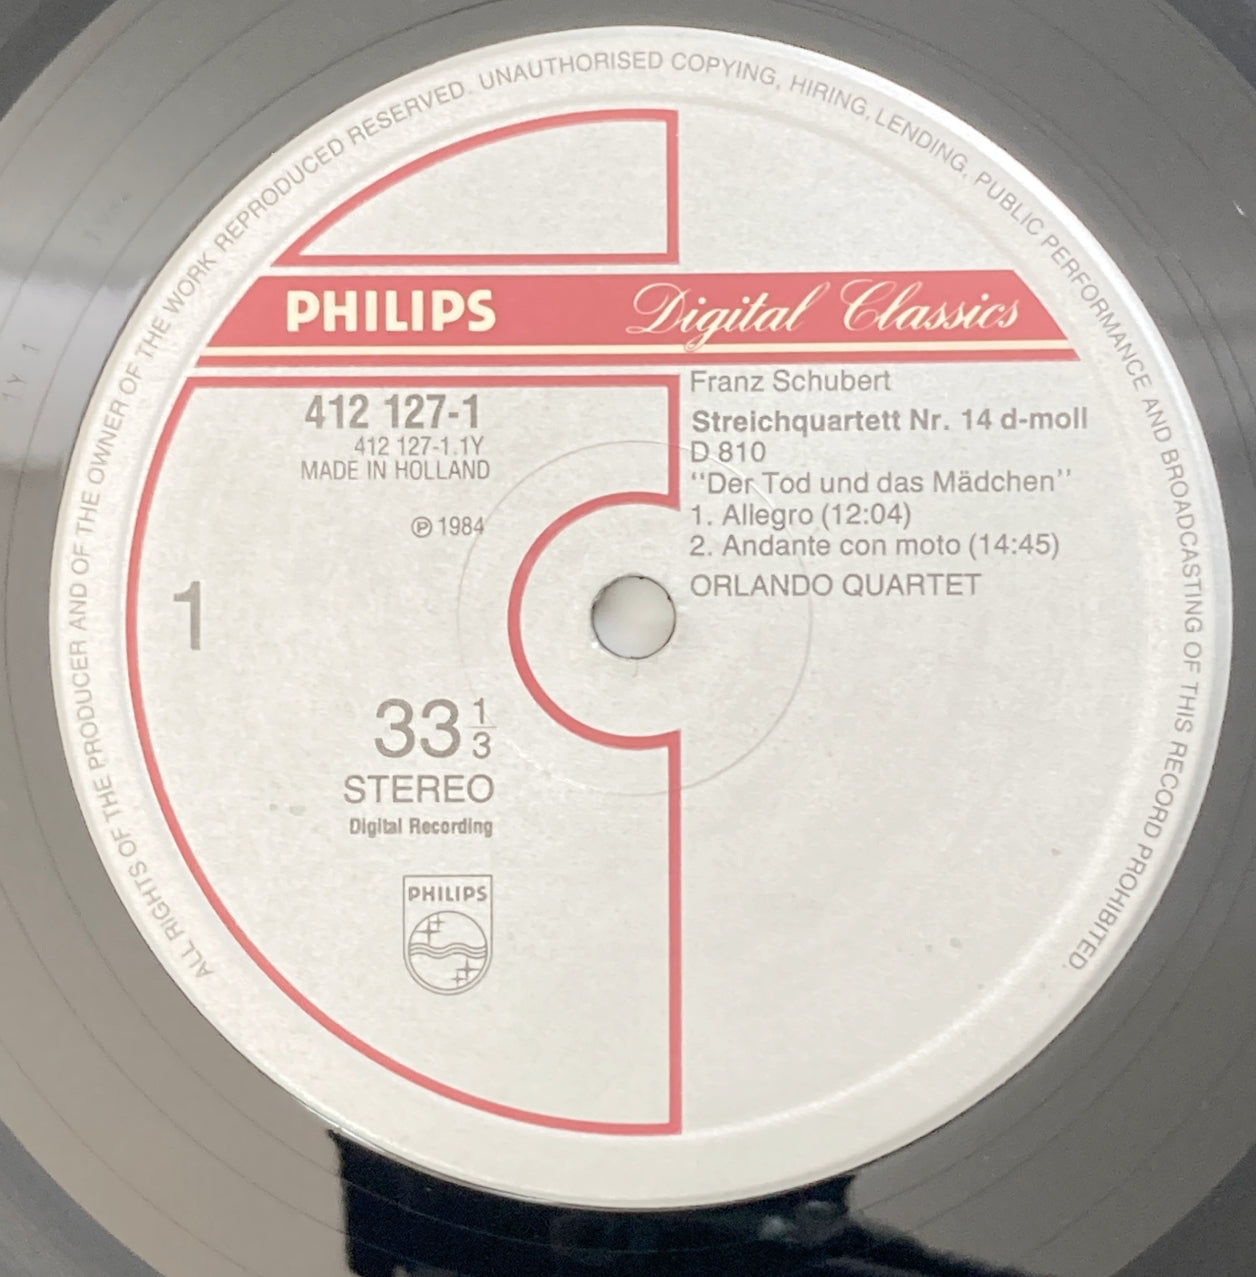 ALL RIGHTS OF THE PRODUCER AND OF THE OWNER OF THE WORK REPRODUCED RESERVED. UNAUTHORISED COPYING, HIRING, LENDING, PUBLIC PERFORMANCE AND BROADCASTING OF THIS RECORD PROHIBITED.
PHILIPS Digital Classics
412 127-1
412 127-1.1Y
MADE IN HOLLAND
℗ 1984
1
33 1/3
STEREO
Digital Recording
PHILIPS
Franz Schubert
Streichquartett Nr. 14 d-moll
D 810
“Der Tod und das Mädchen”
1. Allegro (12:04)
2. Andante con moto (14:45)
ORLANDO QUARTET